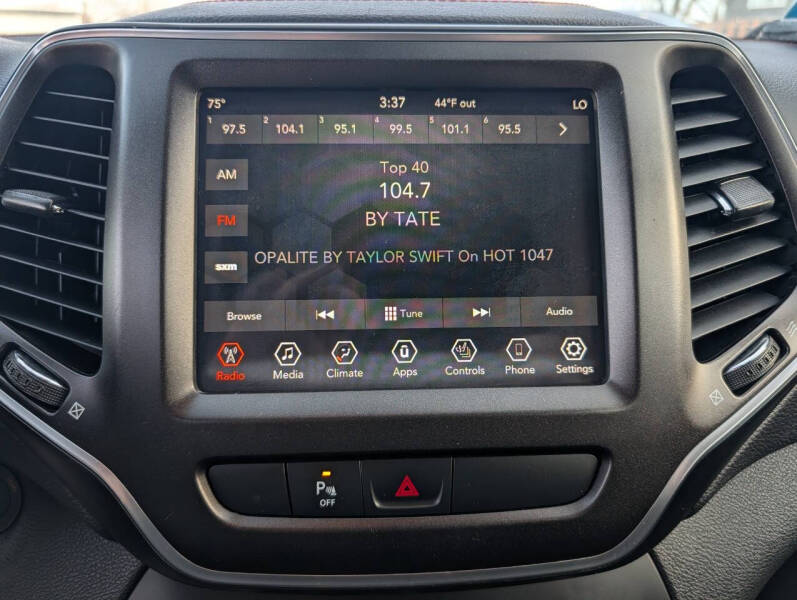 75° 3:37 44°F out LO
1 97.5 2 104.1 3 95.1 4 99.5 5 101.1 6 95.5
AM
FM
sxm
Top 40
104.7
BY TATE
OPALITE BY TAYLOR SWIFT On HOT 1047
Browse Tune Audio
Radio Media Climate Apps Controls Phone Settings
P OFF